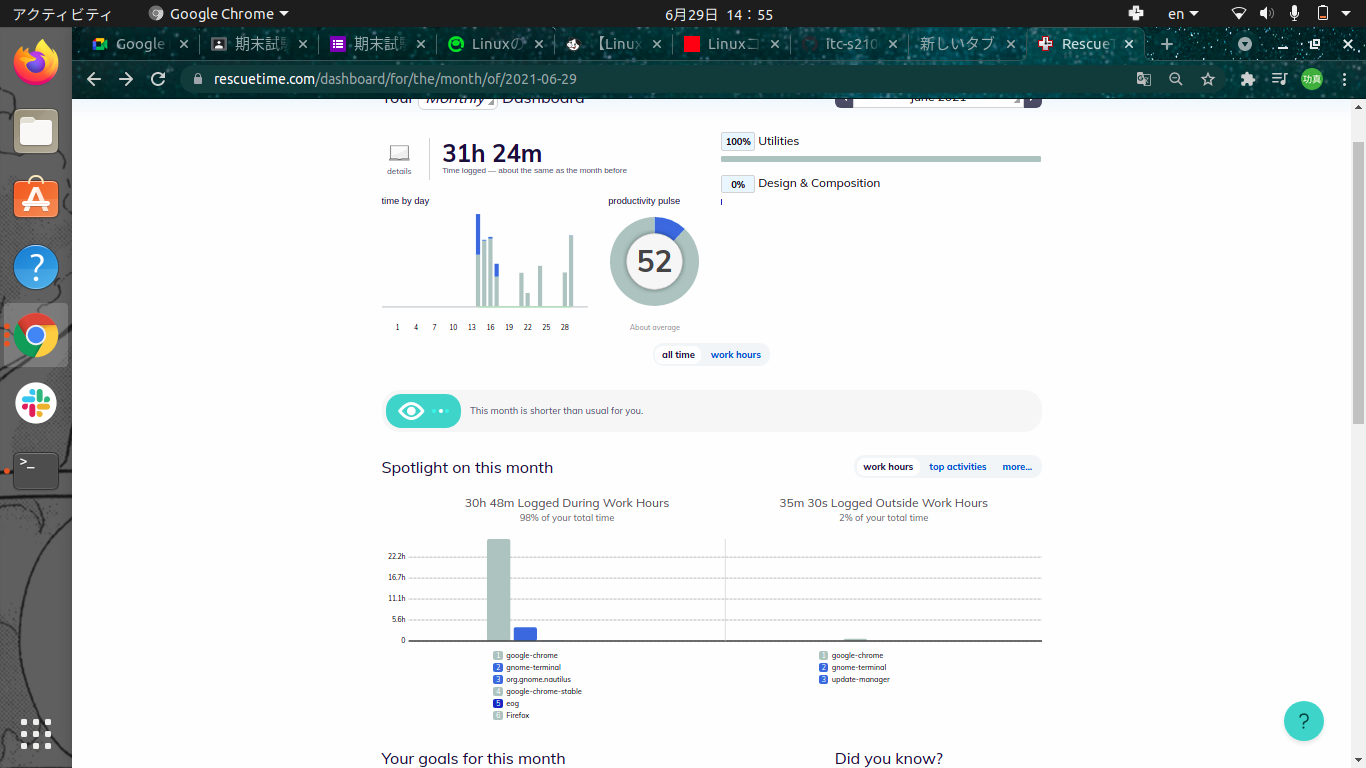 アクティビティ
Google Chrome
6月29日 14：55
en
Google
期末試
期末試
Linuxの
【Linux
Linuxコ
itc-s210
新しいタブ
Rescue
rescuetime.com/dashboard/for/the/month/of/2021-06-29
功真
Your Monthly Dashboard
June 2021
details
31h 24m
Time logged — about the same as the month before
100% Utilities
0% Design & Composition
time by day
productivity pulse
52
1 4 7 10 13 16 19 22 25 28
About average
all time work hours
This month is shorter than usual for you.
Spotlight on this month
work hours top activities more...
30h 48m Logged During Work Hours
98% of your total time
35m 30s Logged Outside Work Hours
2% of your total time
22.2h
16.7h
11.1h
5.6h
0
1 google-chrome
2 gnome-terminal
3 org.gnome.nautilus
4 google-chrome-stable
5 eog
6 Firefox
1 google-chrome
2 gnome-terminal
3 update-manager
?
Your goals for this month
Did you know?